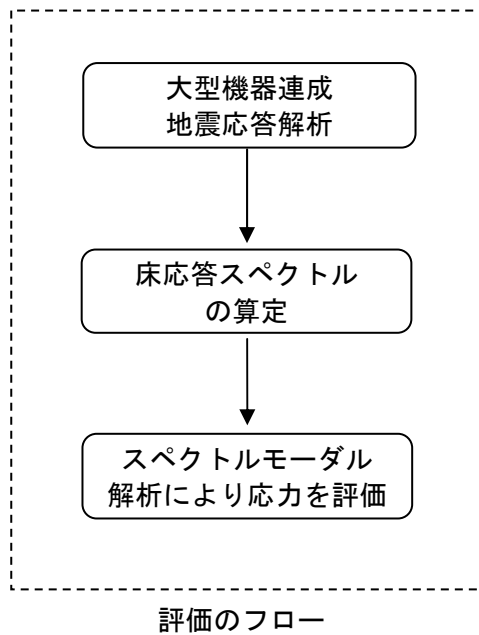 大型機器連成
地震応答解析
床応答スペクトル
の算定
スペクトルモーダル
解析により応力を評価
評価のフロー